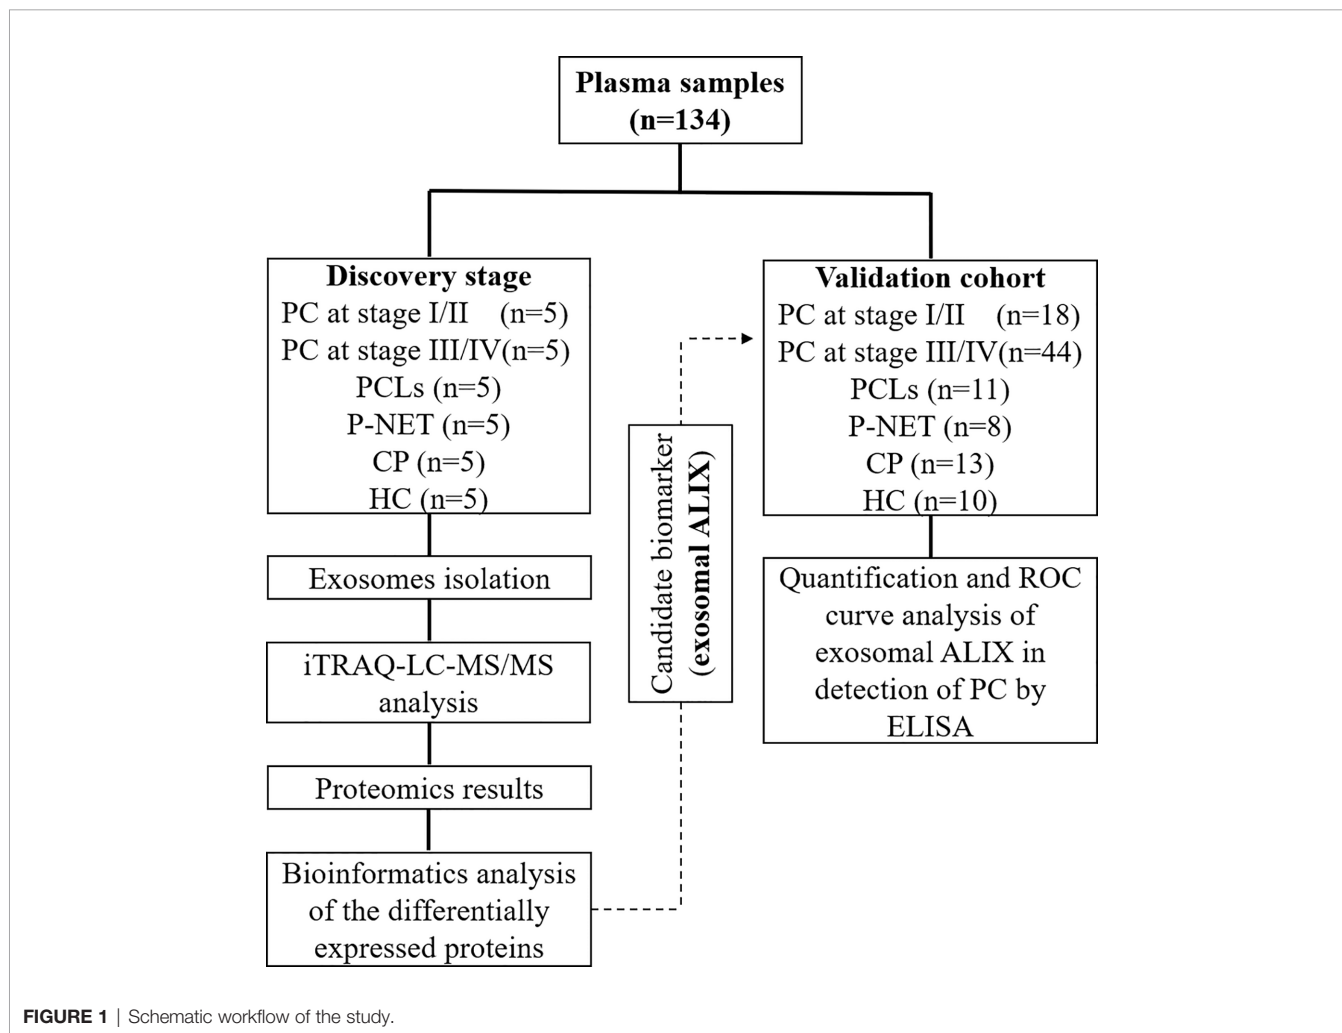 Plasma samples
(n=134)
Discovery stage
PC at stage I/II (n=5)
PC at stage III/IV(n=5)
PCLs (n=5)
P-NET (n=5)
CP (n=5)
HC (n=5)
Exosomes isolation
iTRAQ-LC-MS/MS
analysis
Proteomics results
Bioinformatics analysis
of the differentially
expressed proteins
Candidate biomarker
(exosomal ALIX)
Validation cohort
PC at stage I/II (n=18)
PC at stage III/IV(n=44)
PCLs (n=11)
P-NET (n=8)
CP (n=13)
HC (n=10)
Quantification and ROC
curve analysis of
exosomal ALIX in
detection of PC by
ELISA
FIGURE 1 | Schematic workflow of the study.